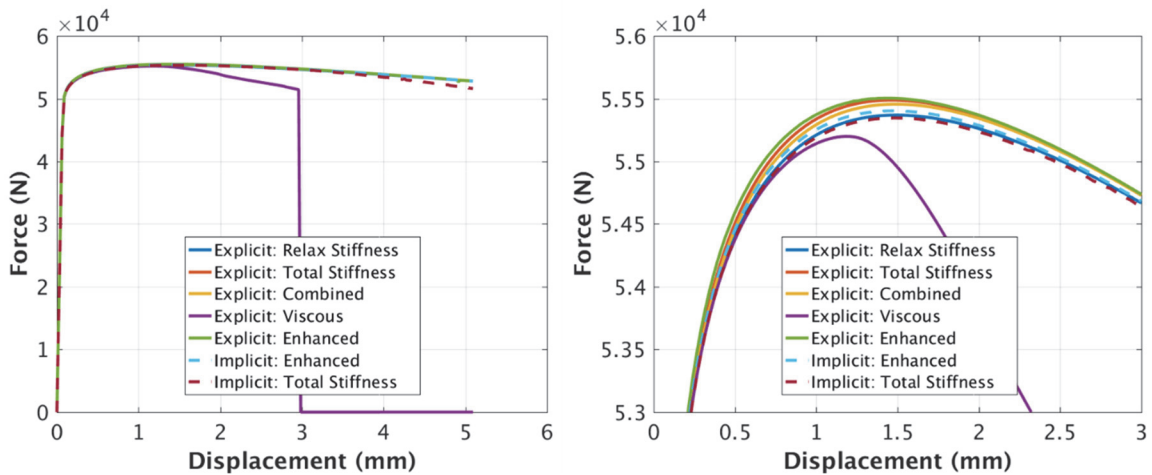 ×10⁴
6
5
4
3
2
1
0
Force (N)
0 1 2 3 4 5 6
Displacement (mm)
Explicit: Relax Stiffness
Explicit: Total Stiffness
Explicit: Combined
Explicit: Viscous
Explicit: Enhanced
Implicit: Enhanced
Implicit: Total Stiffness
×10⁴
5.6
5.55
5.5
5.45
5.4
5.35
5.3
Force (N)
0 0.5 1 1.5 2 2.5 3
Displacement (mm)
Explicit: Relax Stiffness
Explicit: Total Stiffness
Explicit: Combined
Explicit: Viscous
Explicit: Enhanced
Implicit: Enhanced
Implicit: Total Stiffness